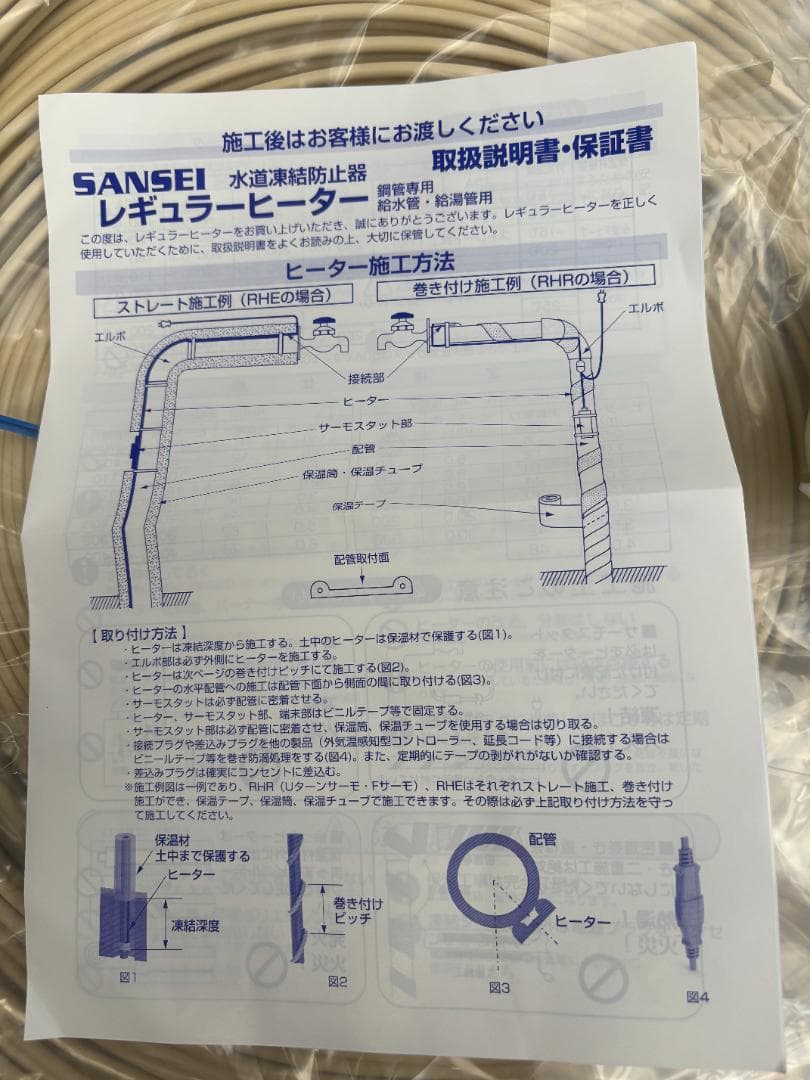 施工後はお客様にお渡しください
SANSEI 水道凍結防止器 取扱説明書・保証書
レギュラーヒーター 鋼管専用 給水管・給湯管用
この度は、レギュラーヒーターをお買い上げいただき、誠にありがとうございます。レギュラーヒーターを正しく
使用していただくために、取扱説明書をよくお読みの上、大切に保管してください。
ヒーター施工方法
ストレート施工例（RHEの場合） 巻き付け施工例（RHRの場合）
エルボ エルボ
接続部
ヒーター
サーモスタット部
配管
保温筒・保温チューブ
保温テープ
配管取付面
【 取り付け方法 】
・ヒーターは凍結深度から施工する。土中のヒーターは保温材で保護する(図1)。
・エルボ部は必ず外側にヒーターを施工する。
・ヒーターは次ページの巻き付けピッチにて施工する(図2)。
・ヒーターの水平配管への施工は配管下面から側面の間に取り付ける(図3)。
・サーモスタットは必ず配管に密着させる。
・ヒーター、サーモスタット部、端末部はビニルテープ等で固定する。
・サーモスタット部は必ず配管に密着させ、保温筒、保温チューブを使用する場合は切り取る。
・接続プラグや差込みプラグを他の製品（外気温感知型コントローラー、延長コード等）に接続する場合は
ビニールテープ等を巻き防滴処理をする(図4)。また、定期的にテープの剥がれがないか確認する。
・差込みプラグは確実にコンセントに差込む。
※施工例図は一例であり、RHR（Uターンサーモ・Fサーモ）、RHEはそれぞれストレート施工、巻き付け
施工ができ、保温テープ、保温筒、保温チューブで施工できます。その際は必ず上記取り付け方法を守っ
て施工してください。
保温材
土中まで保護する
ヒーター
凍結深度
図1
巻き付け
ピッチ
図2
配管
ヒーター
図3
図4